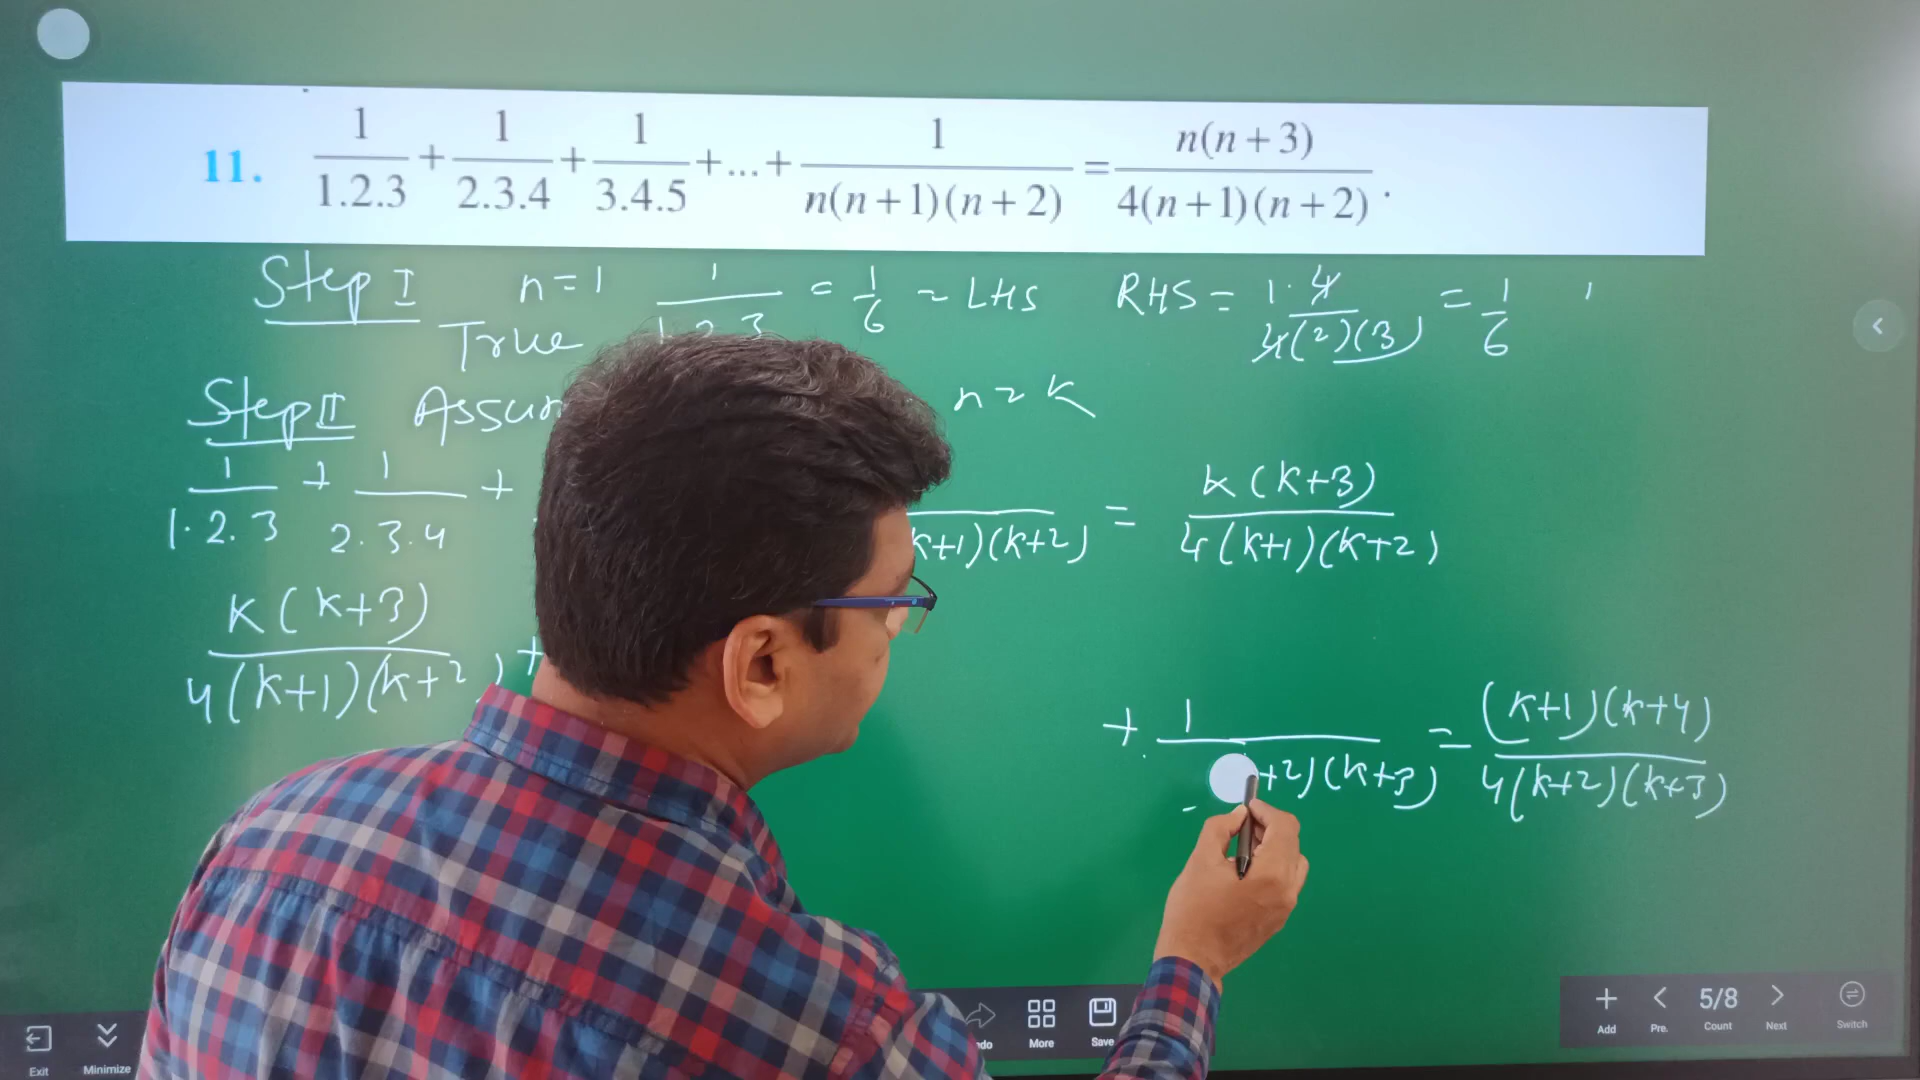 11. 1/1.2.3 + 1/2.3.4 + 1/3.4.5 +...+ 1/n(n+1)(n+2) = n(n+3)/4(n+1)(n+2) .
Step I n=1 1/1·2·3 = 1/6 = LHS RHS = 1·4/4(2)(3) = 1/6
True
Step II n = k
1/1·2.3 + 1/2.3.4 + k+1)(k+2) = k(k+3)/4(k+1)(k+2)
k(k+3)/4(k+1)(k+2) +
+ 1/+2)(k+3) = (k+1)(k+4)/4(k+2)(k+3)
+ < 5/8 >
Add Pre. Count Next Switch
Exit Minimize More Save